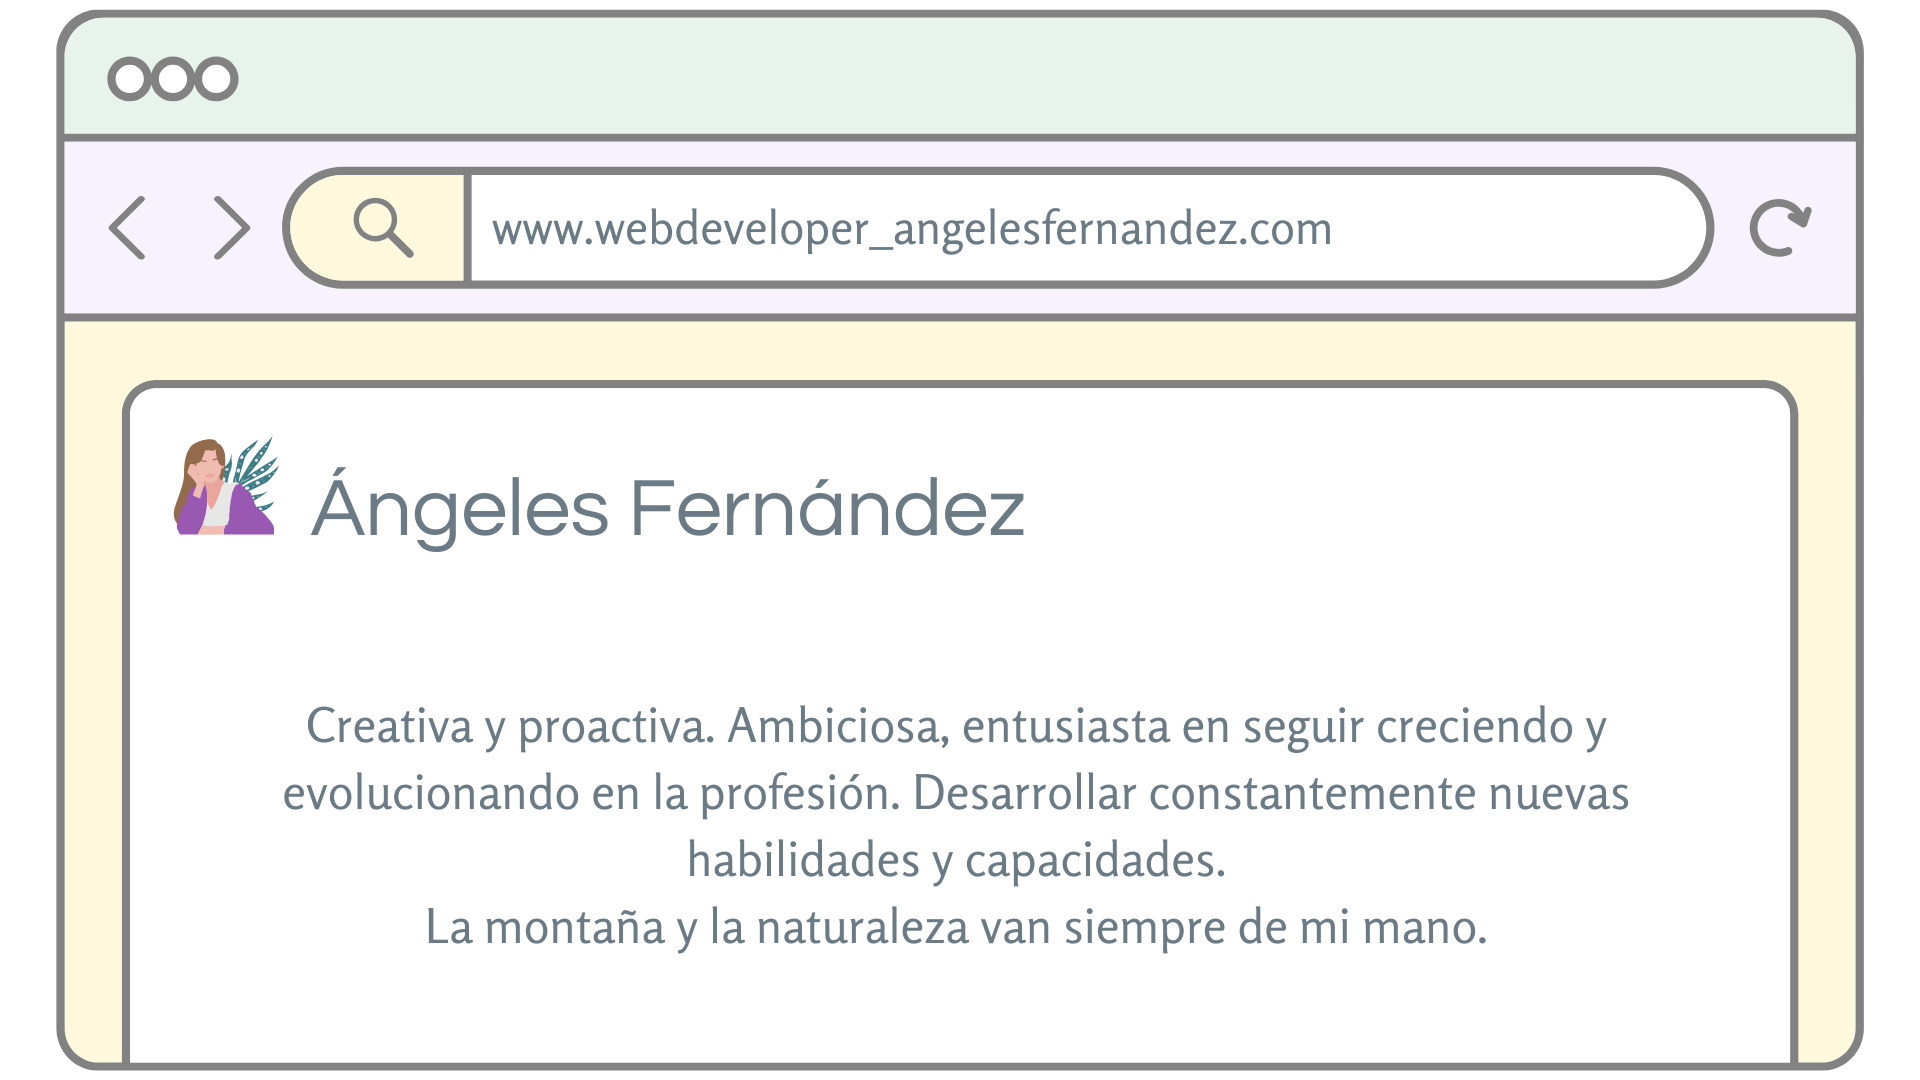 www.webdeveloper_angelesfernandez.com
Ángeles Fernández
Creativa y proactiva. Ambiciosa, entusiasta en seguir creciendo y
evolucionando en la profesión. Desarrollar constantemente nuevas
habilidades y capacidades.
La montaña y la naturaleza van siempre de mi mano.